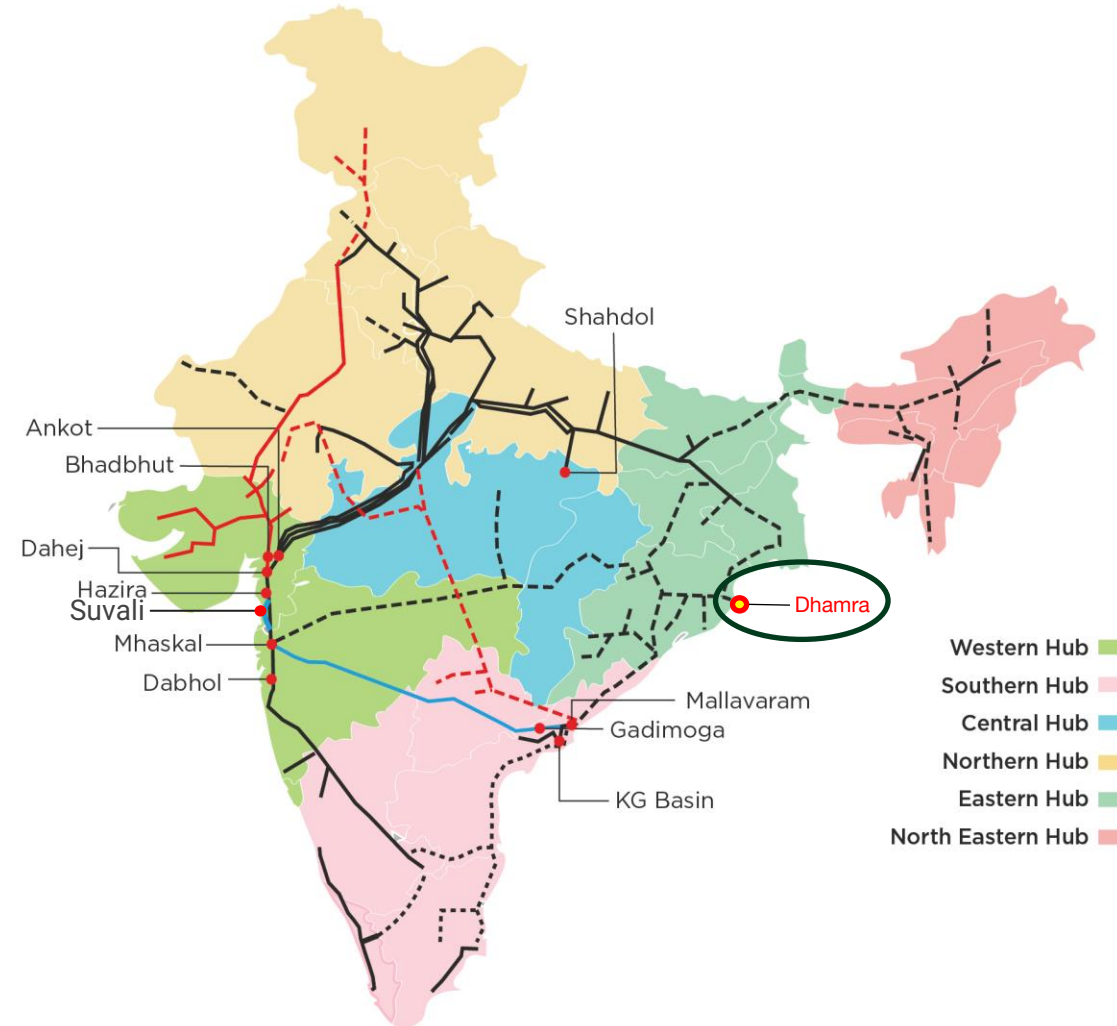 Shahdol
Ankot
Bhadbhut
Dahej
Hazira
Suvali
Dhamra
Mhaskal
Dabhol
Mallavaram
Gadimoga
KG Basin
Western Hub
Southern Hub
Central Hub
Northern Hub
Eastern Hub
North Eastern Hub